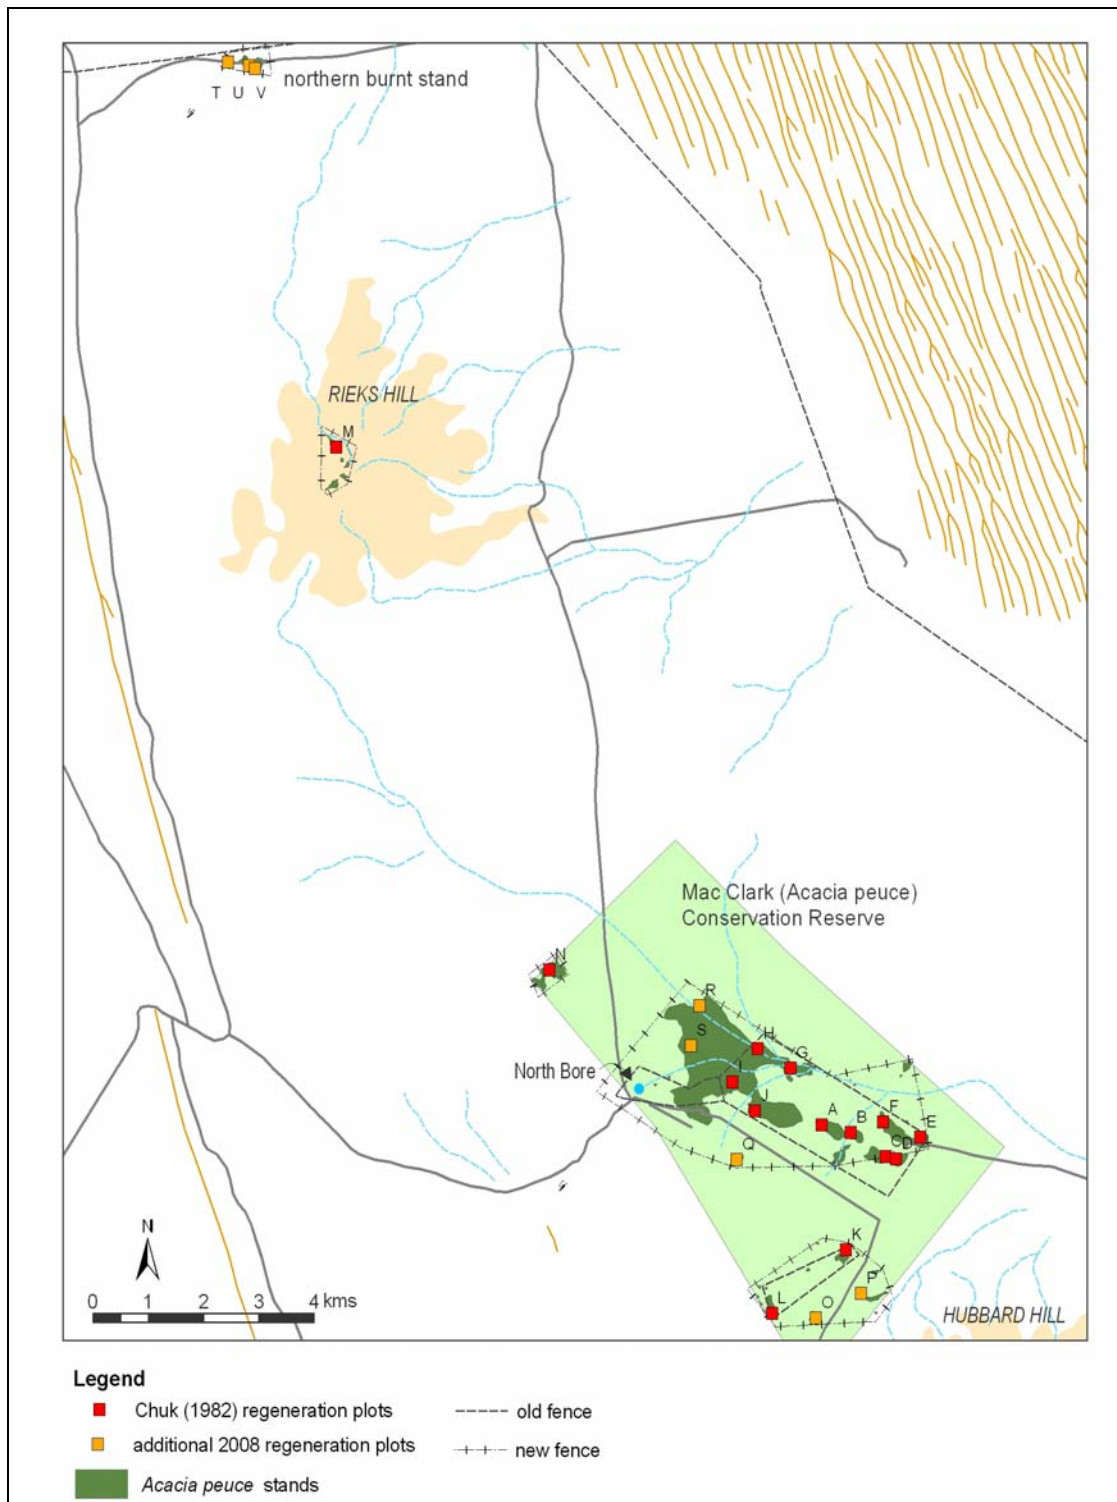 T U V
northern burnt stand
RIEKS HILL
M
Mac Clark (Acacia peuce)
Conservation Reserve
N
R
S
H
G
North Bore
I
J
A
B
F
E
C
D
Q
K
P
L
O
N
0 1 2 3 4 kms
HUBBARD HILL
Legend
Chuk (1982) regeneration plots
old fence
additional 2008 regeneration plots
new fence
Acacia peuce stands